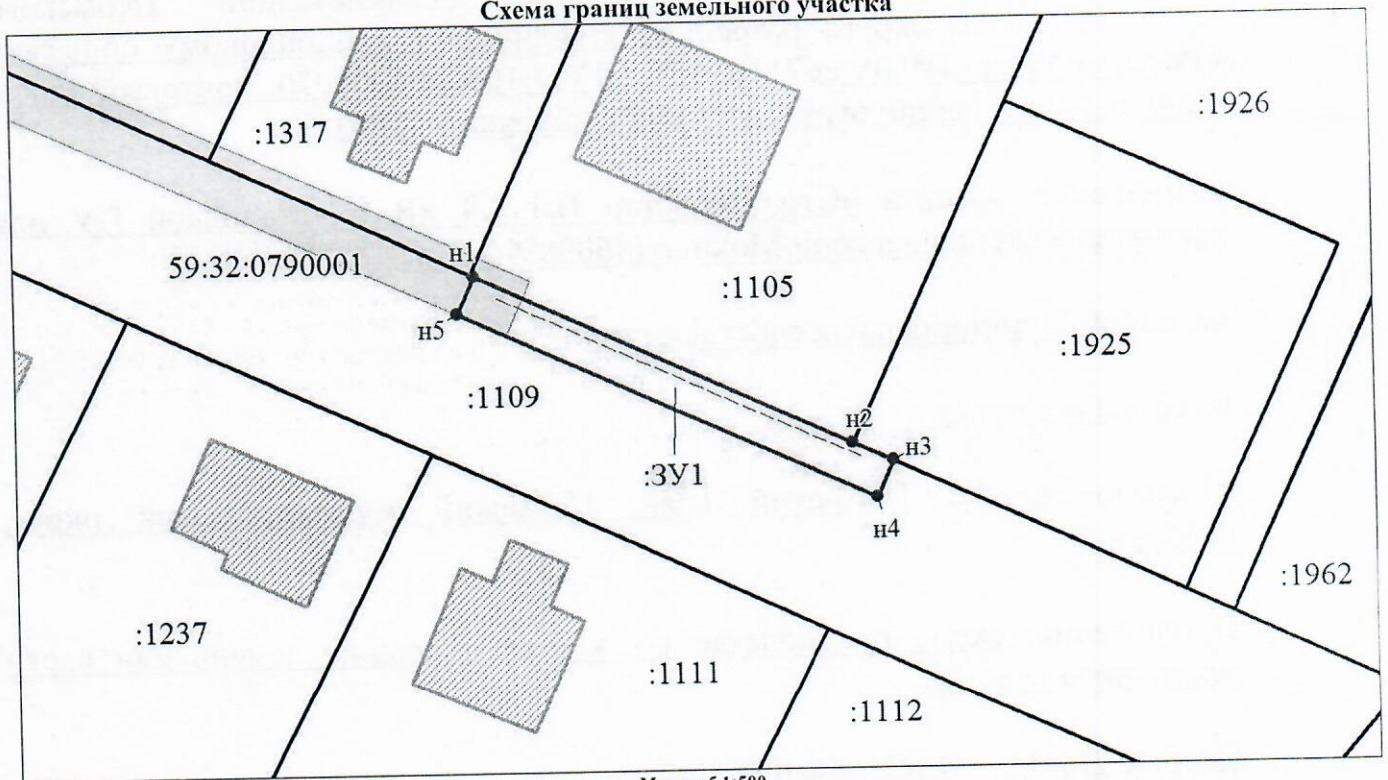 Схема границ земельного участка
:1926
:1317
59:32:0790001
н1
:1105
н5
:1925
:1109
н2
н3
:ЗУ1
н4
:1962
:1237
:1111
:1112